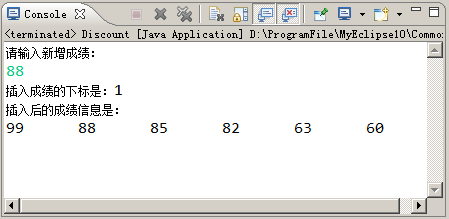 Console
<terminated> Discount [Java Application] D:\ProgramFile\MyEclipse10\Commo
请输入新增成绩:
88
插入成绩的下标是: 1
插入后的成绩信息是:
99 88 85 82 63 60